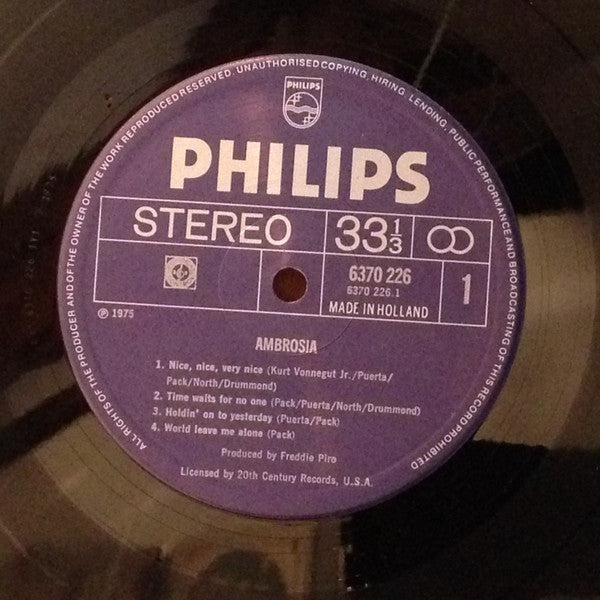 ALL RIGHTS OF THE PRODUCER AND OF THE OWNER OF THE WORK REPRODUCED RESERVED. UNAUTHORISED COPYING, HIRING, LENDING, PUBLIC PERFORMANCE AND BROADCASTING OF THIS RECORD PROHIBITED
PHILIPS
PHILIPS
STEREO 33 1/3
6370 226
6370 226.1
1
MADE IN HOLLAND
℗ 1975
AMBROSIA
1. Nice, nice, very nice (Kurt Vonnegut Jr./Puerta/
Pack/North/Drummond)
2. Time waits for no one (Pack/Puerta/North/Drummond)
3. Holdin' on to yesterday (Puerta/Pack)
4. World leave me alone (Pack)
Produced by Freddie Piro
Licensed by 20th Century Records, U.S.A.